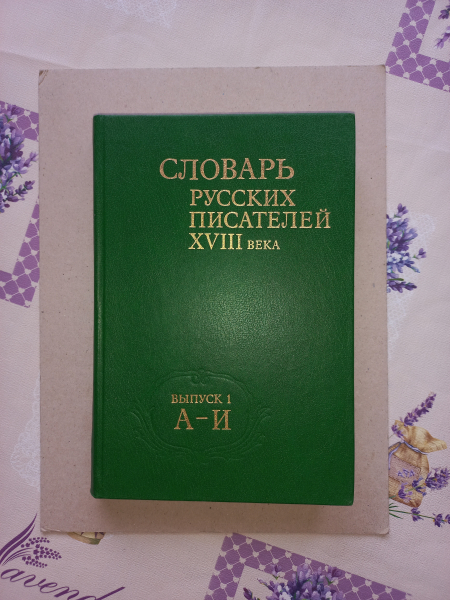 СЛОВАРЬ
РУССКИХ
ПИСАТЕЛЕЙ
XVIII ВЕКА
ВЫПУСК 1
А–И